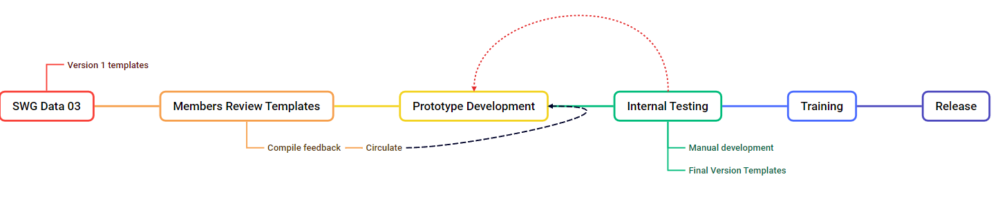 Version 1 templates
SWG Data 03
Members Review Templates
Prototype Development
Internal Testing
Training
Release
Compile feedback
Circulate
Manual development
Final Version Templates